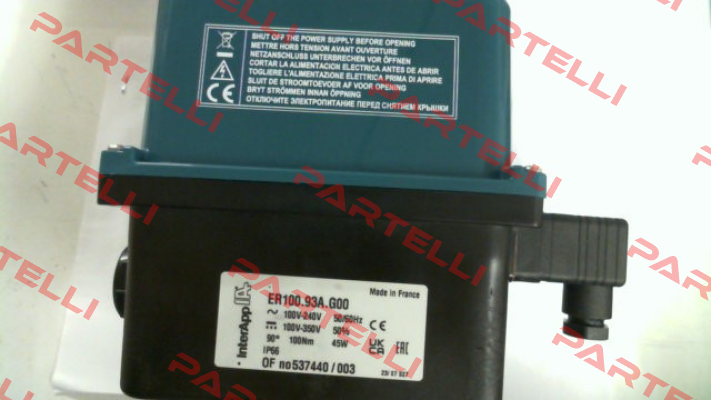 SHUT OFF THE POWER SUPPLY BEFORE OPENING
METTRE HORS TENSION AVANT OUVERTURE
NETZANSCHLUSS UNTERBRECHEN VOR ÖFFNEN
CORTAR LA ALIMENTACION ELECTRICA ANTES DE ABRIR
TOGLIERE L'ALIMENTAZIONE ELETTRICA PRIMA DI APRIRE
SLUIT DE STROOMTOEVOER AF VOOR OPENING
BRYT STRÖMMEN INNAN ÖPPNING
ОТКЛЮЧИТЕ ЭЛЕКТРОПИТАНИЕ ПЕРЕД СНЯТИЕМ КРЫШКИ
InterApp IA
ER100.93A.G00
Made in France
100V-240V 50/60Hz
100V-350V 50%
90° 100Nm 45W
IP66
CE
UK CA
EAC
OF no537440 / 003
PARTELLI
PARTELLI
PARTELLI
PARTELLI
PARTELLI
PARTELLI
PARTELLI
PARTELLI